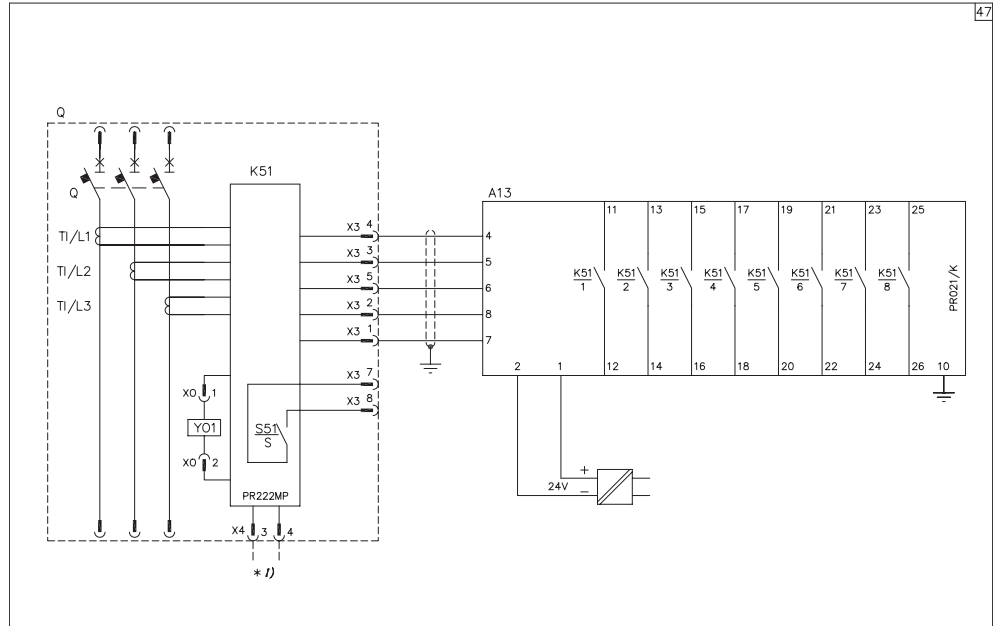 47
Q
Q
K51
TI/L1
TI/L2
TI/L3
X3 4
X3 3
X3 5
X3 2
X3 1
X3 7
X3 8
X0 1
Y01
X0 2
S51
S
PR222MP
X4 3 4
* 1)
A13
4
5
6
8
7
11 13 15 17 19 21 23 25
K51 K51 K51 K51 K51 K51 K51 K51
1 2 3 4 5 6 7 8
PR021/K
2 1 12 14 16 18 20 22 24 26 10
+
24V
−